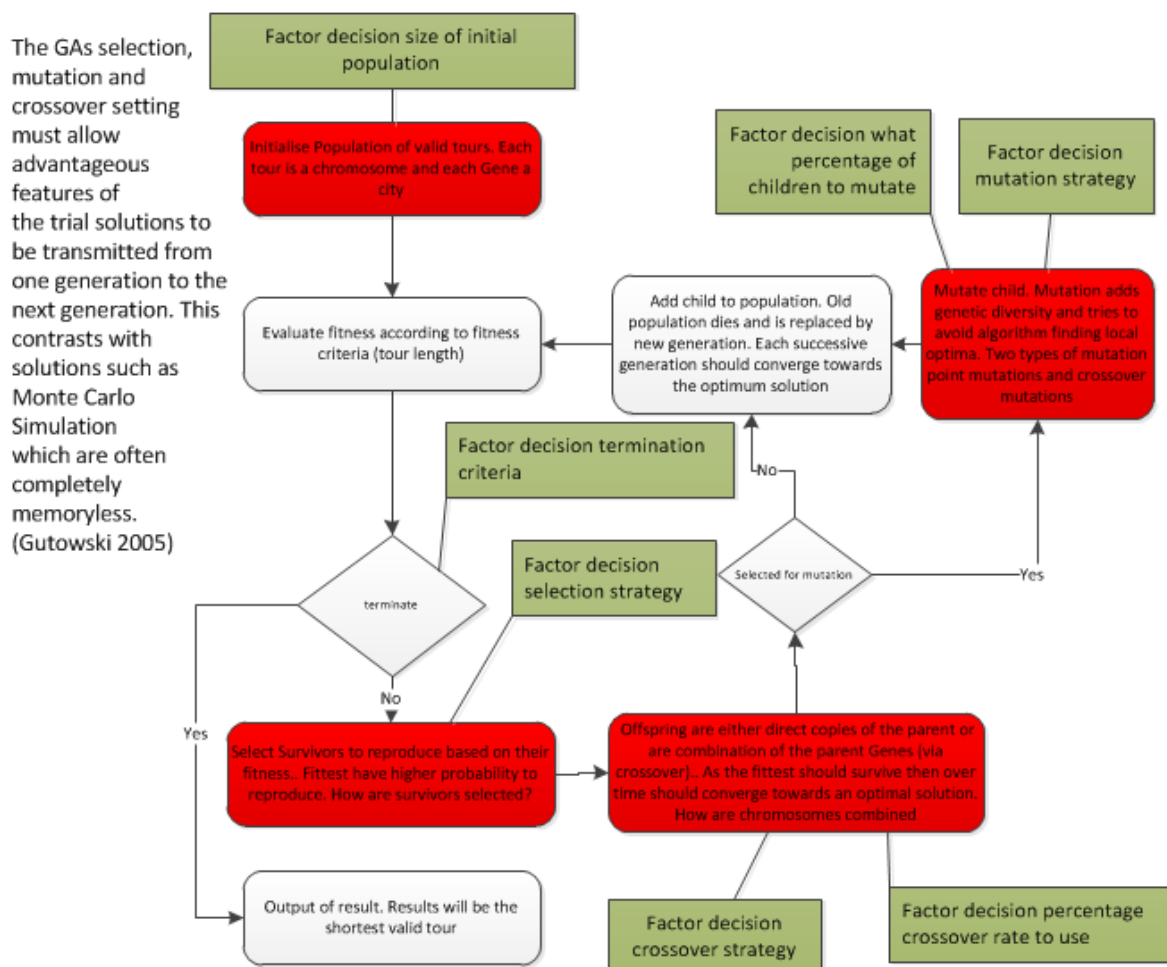 The GAs selection,
mutation and
crossover setting
must allow
advantageous
features of
the trial solutions to
be transmitted from
one generation to the
next generation. This
contrasts with
solutions such as
Monte Carlo
Simulation
which are often
completely
memoryless.
(Gutowski 2005)
Factor decision size of initial
population
Initialise Population of valid tours. Each
tour is a chromosome and each Gene a
city
Factor decision what
percentage of
children to mutate
Factor decision
mutation strategy
Evaluate fitness according to fitness
criteria (tour length)
Add child to population. Old
population dies and is replaced by
new generation. Each successive
generation should converge towards
the optimum solution
Mutate child. Mutation adds
genetic diversity and tries to
avoid algorithm finding local
optima. Two types of mutation
point mutations and crossover
mutations
Factor decision termination
criteria
No
Factor decision
selection strategy
terminate
Selected for mutation
Yes
No
Yes
Select Survivors to reproduce based on their
fitness.. Fittest have higher probability to
reproduce. How are survivors selected?
Offspring are either direct copies of the parent or
are combination of the parent Genes (via
crossover).. As the fittest should survive then over
time should converge towards an optimal solution.
How are chromosomes combined
Output of result. Results will be the
shortest valid tour
Factor decision
crossover strategy
Factor decision percentage
crossover rate to use